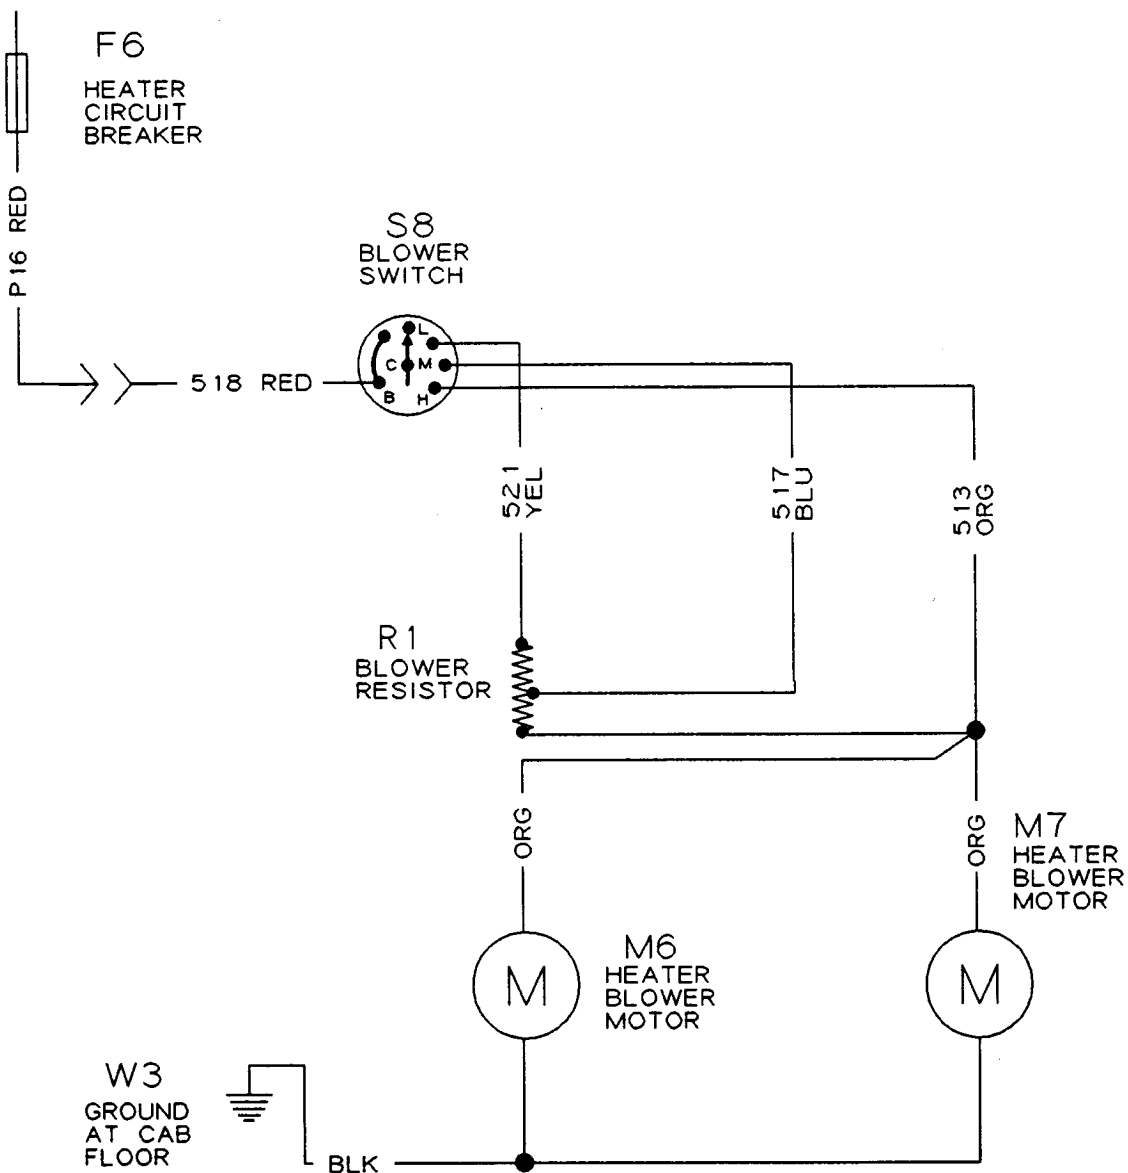 F6
HEATER
CIRCUIT
BREAKER
P16 RED
S8
BLOWER
SWITCH
L
C M
B H
518 RED
521
YEL
517
BLU
513
ORG
R1
BLOWER
RESISTOR
ORG
ORG
M7
HEATER
BLOWER
MOTOR
M
M6
HEATER
BLOWER
MOTOR
M
W3
GROUND
AT CAB
FLOOR
BLK